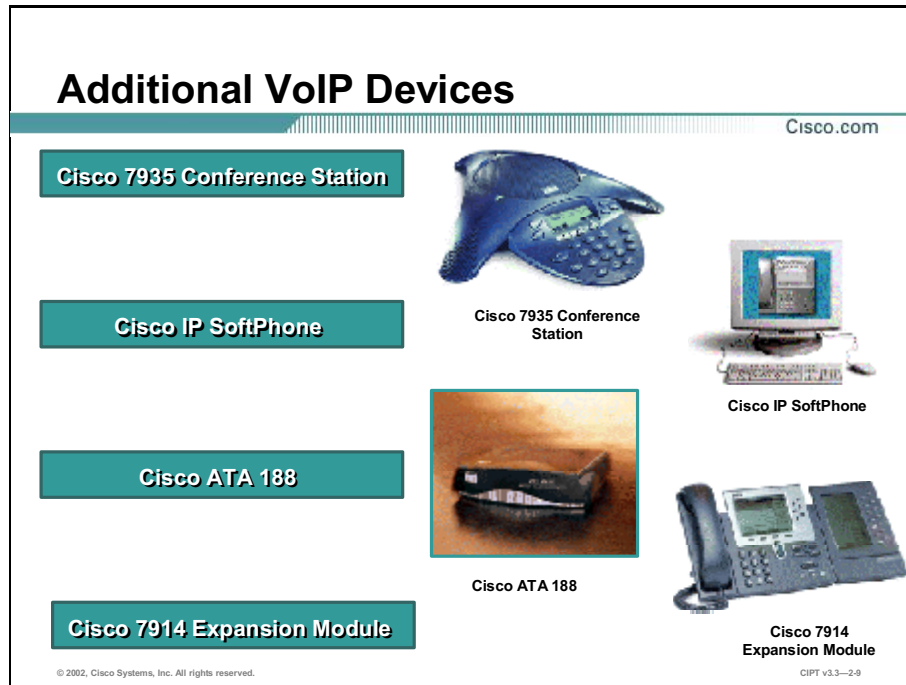 Additional VoIP Devices
Cisco.com
Cisco 7935 Conference Station
Cisco 7935 Conference
Station
Cisco IP SoftPhone
Cisco IP SoftPhone
Cisco ATA 188
Cisco ATA 188
Cisco 7914 Expansion Module
Cisco 7914
Expansion Module
© 2002, Cisco Systems, Inc. All rights reserved.
CIPT v3.3—2-9